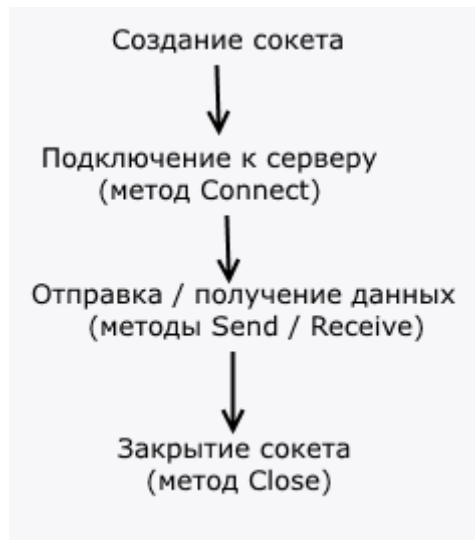 Создание сокета
Подключение к серверу
(метод Connect)
Отправка / получение данных
(методы Send / Receive)
Закрытие сокета
(метод Close)